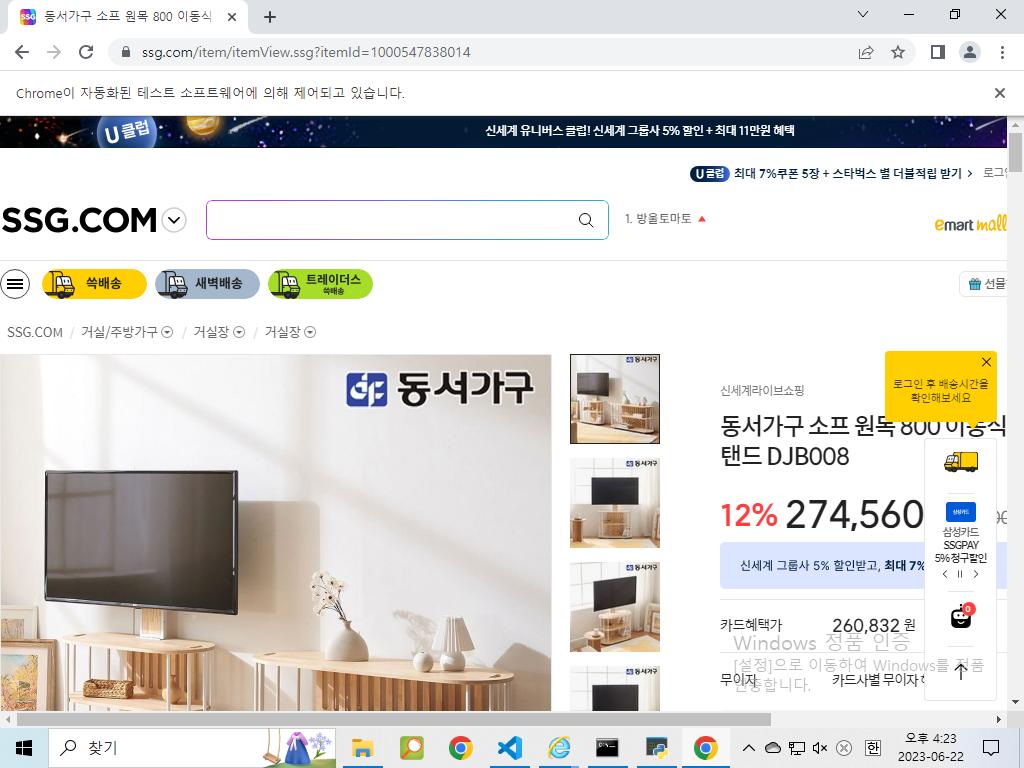 동서가구 소프 원목 800 이동식
ssg.com/item/itemView.ssg?itemId=1000547838014
Chrome이 자동화된 테스트 소프트웨어에 의해 제어되고 있습니다.
U 클럽
신세계 유니버스 클럽! 신세계 그룹사 5% 할인 + 최대 11만원 혜택
U 클럽 최대 7%쿠폰 5장 + 스타벅스 별 더블적립 받기 >
SSG.COM
1. 방울토마토
emart mall
쓱배송
새벽배송
트레이더스
쓱배송
선물
SSG.COM / 거실/주방가구 / 거실장 / 거실장
동서가구
로그인 후 배송시간을
확인해보세요
신세계라이브쇼핑
동서가구 소프 원목 800 이동식
탠드 DJB008
12% 274,560
신세계 그룹사 5% 할인받고, 최대 7%
삼성카드
삼성카드
SSGPAY
5% 청구할인
0
카드혜택가 260,832 원
Windows 정품 인증
[설정]으로 이동하여 Windows를 정품
인증합니다.
무이자 카드사별 무이자
찾기
오후 4:23
2023-06-22
한